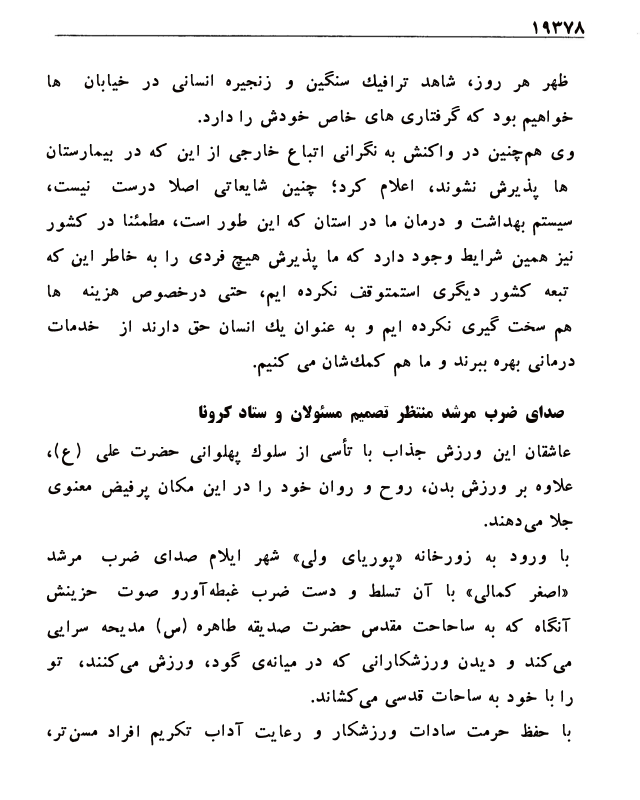 ۱۹۳۷۸
ظهر هر روز، شاهد ترافیك سنگین و زنجیره انسانی در خیابان ها
خواهیم بود که گرفتاری های خاص خودش را دارد.
وی هم‌چنین در واکنش به نگرانی اتباع خارجی از این که در بیمارستان
ها پذیرش نشوند، اعلام کرد؛ چنین شایعاتی اصلا درست نیست،
سیستم بهداشت و درمان ما در استان که این طور است، مطمئنا در کشور
نیز همین شرایط وجود دارد که ما پذیرش هیچ فردی را به خاطر این که
تبعه کشور دیگری استمتوقف نکرده ایم، حتی درخصوص هزینه ها
هم سخت گیری نکرده ایم و به عنوان یك انسان حق دارند از خدمات
درمانی بهره ببرند و ما هم کمك‌شان می کنیم.
صدای ضرب مرشد منتظر تصمیم مسئولان و ستاد کرونا
عاشقان این ورزش جذاب با تأسی از سلوك پهلوانی حضرت علی (ع)،
علاوه بر ورزش بدن، روح و روان خود را در این مکان پرفیض معنوی
جلا می‌دهند.
با ورود به زورخانه «پوریای ولی» شهر ایلام صدای ضرب مرشد
«اصغر کمالی» با آن تسلط و دست ضرب غبطه‌آورو صوت حزینش
آنگاه که به ساحاحت مقدس حضرت صدیقه طاهره (س) مدیحه سرایی
می‌کند و دیدن ورزشکارانی که در میانه‌ی گود، ورزش می‌کنند، تو
را با خود به ساحات قدسی می‌کشاند.
با حفظ حرمت سادات ورزشکار و رعایت آداب تکریم افراد مسن‌تر،